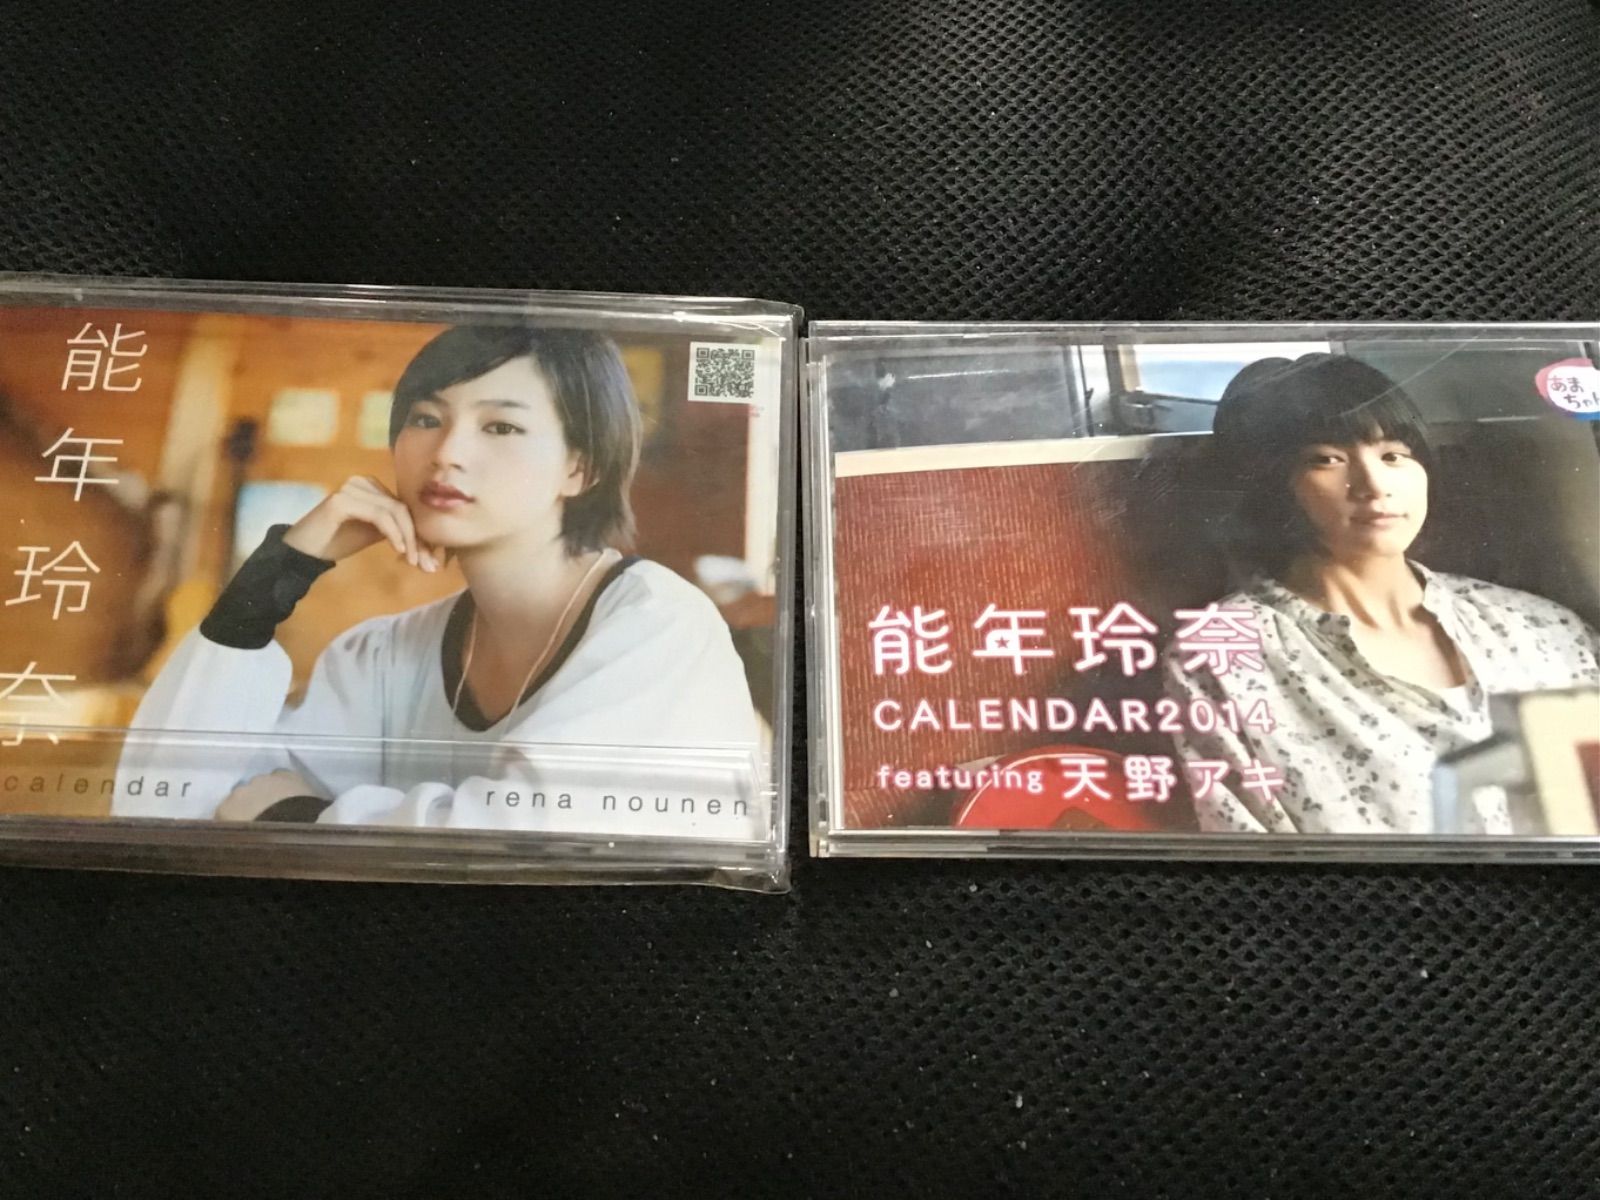 能年玲奈
calendar
rena nounen
あまちゃん
能年玲奈
CALENDAR2014
featuring 天野アキ